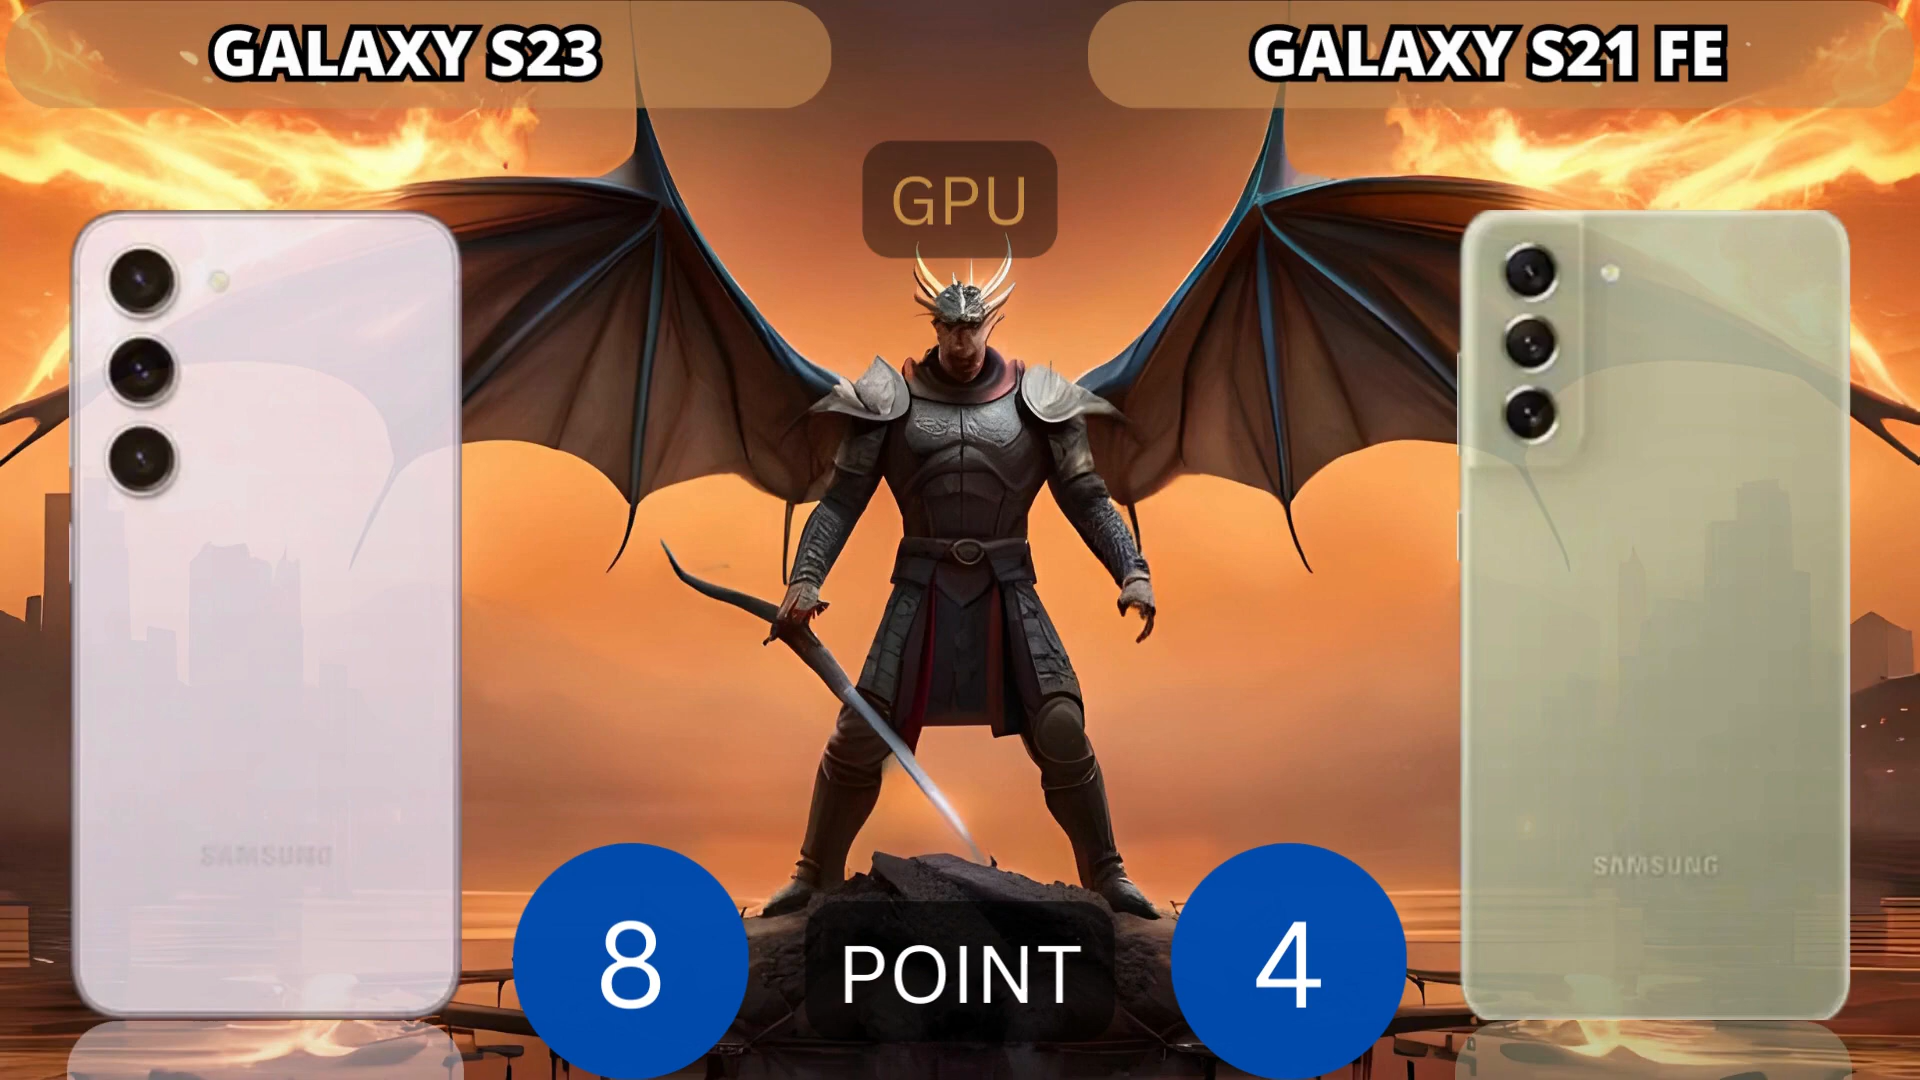 GALAXY S23
GALAXY S21 FE
GPU
SAMSUNG
SAMSUNG
8
POINT
4